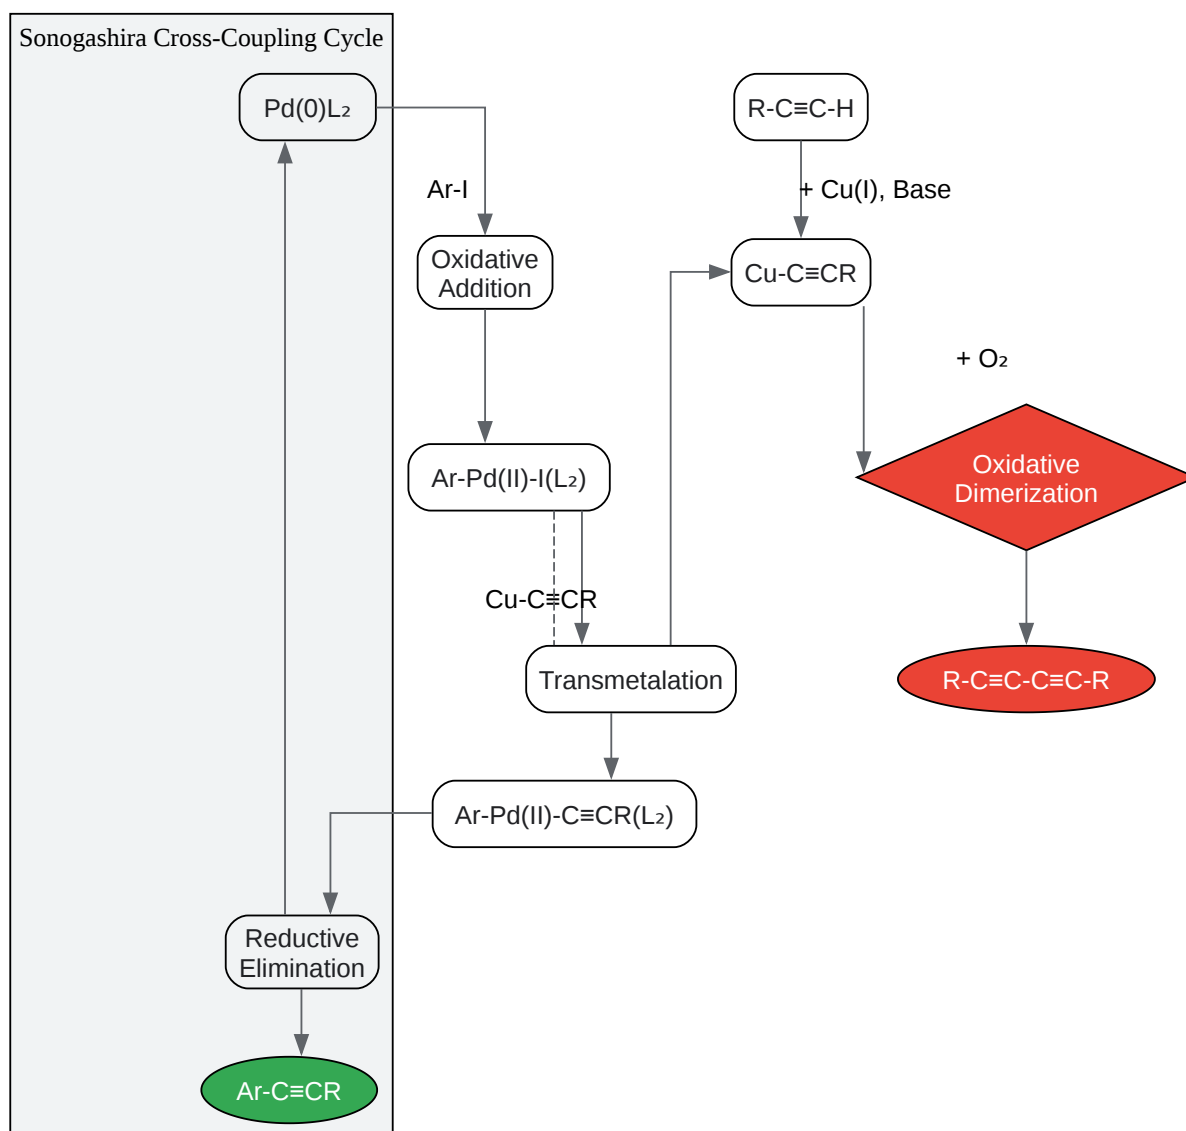 Sonogashira Cross-Coupling Cycle
Pd(0)L₂
R-C≡C-H
Ar-I
+ Cu(I), Base
Oxidative
Addition
Cu-C≡CR
+ O₂
Ar-Pd(II)-I(L₂)
Oxidative
Dimerization
Cu-C≡CR
Transmetalation
R-C≡C-C≡C-R
Ar-Pd(II)-C≡CR(L₂)
Reductive
Elimination
Ar-C≡CR